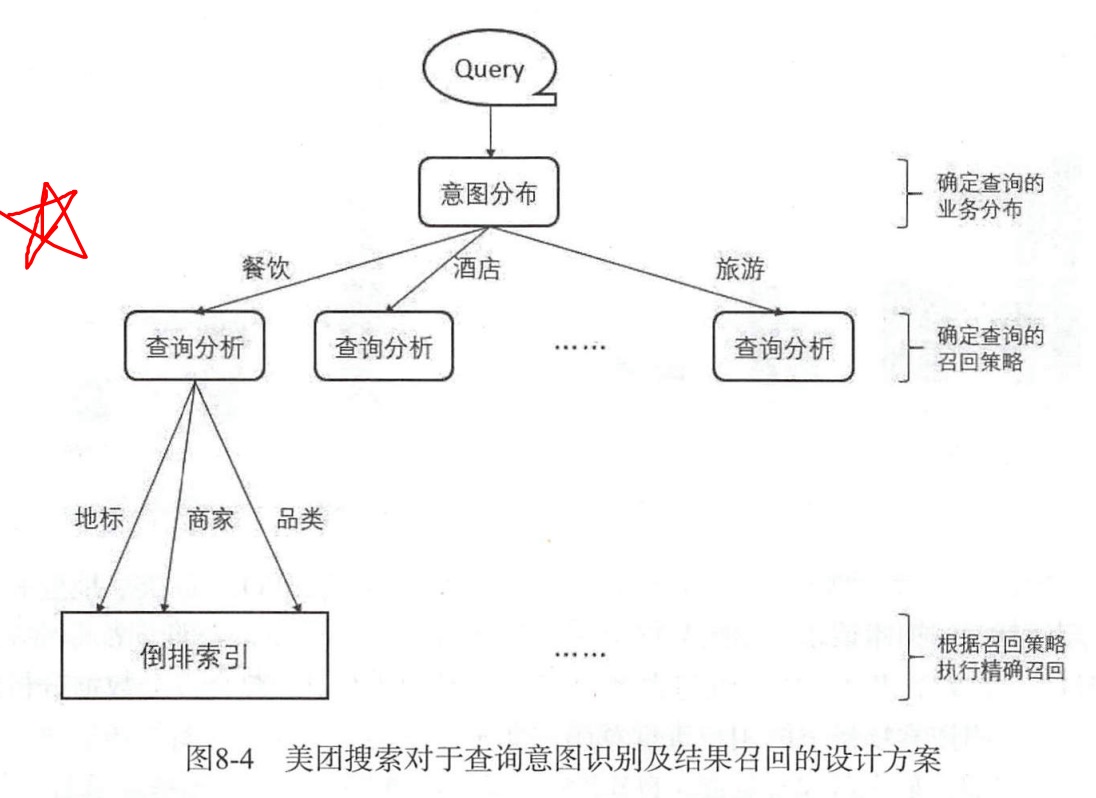 Query
意图分布
确定查询的
业务分布
餐饮
酒店
旅游
查询分析
查询分析
……
查询分析
确定查询的
召回策略
地标
商家
品类
倒排索引
……
根据召回策略
执行精确召回
图8-4 美团搜索对于查询意图识别及结果召回的设计方案